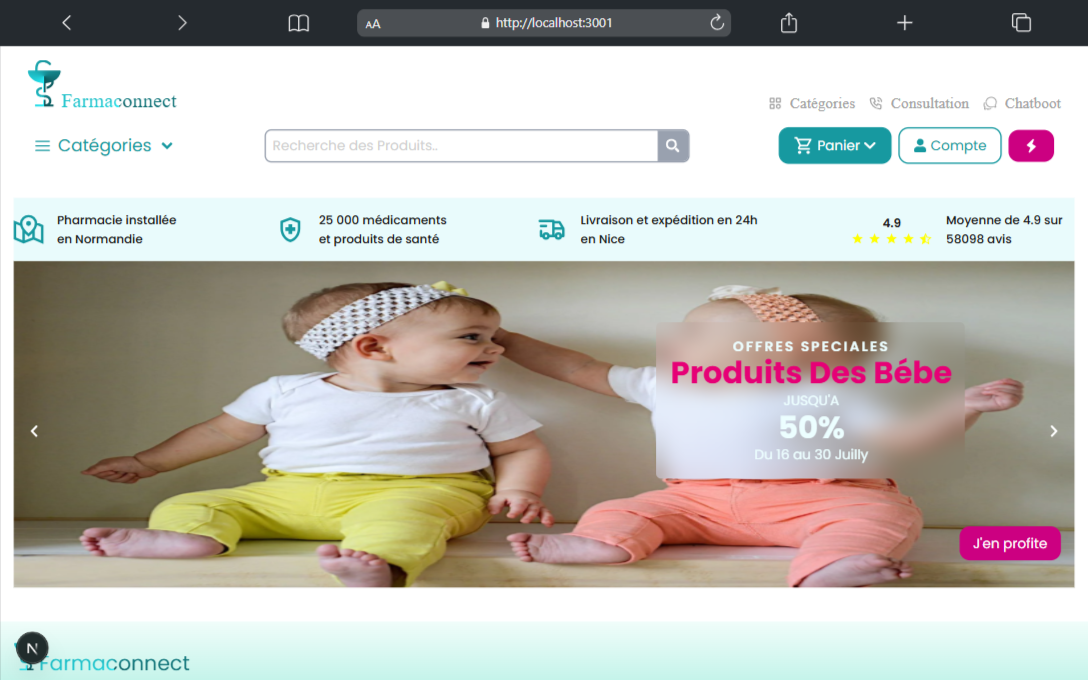 AA
http://localhost:3001
Farmaconnect
Catégories
Consultation
Chatboot
Catégories
Recherche des Produits..
Panier
Compte
Pharmacie installée
en Normandie
25 000 médicaments
et produits de santé
Livraison et expédition en 24h
en Nice
4.9
Moyenne de 4.9 sur
58098 avis
OFFRES SPECIALES
Produits Des Bébe
JUSQU'A
50%
Du 16 au 30 Juilly
J'en profite
N
Farmaconnect